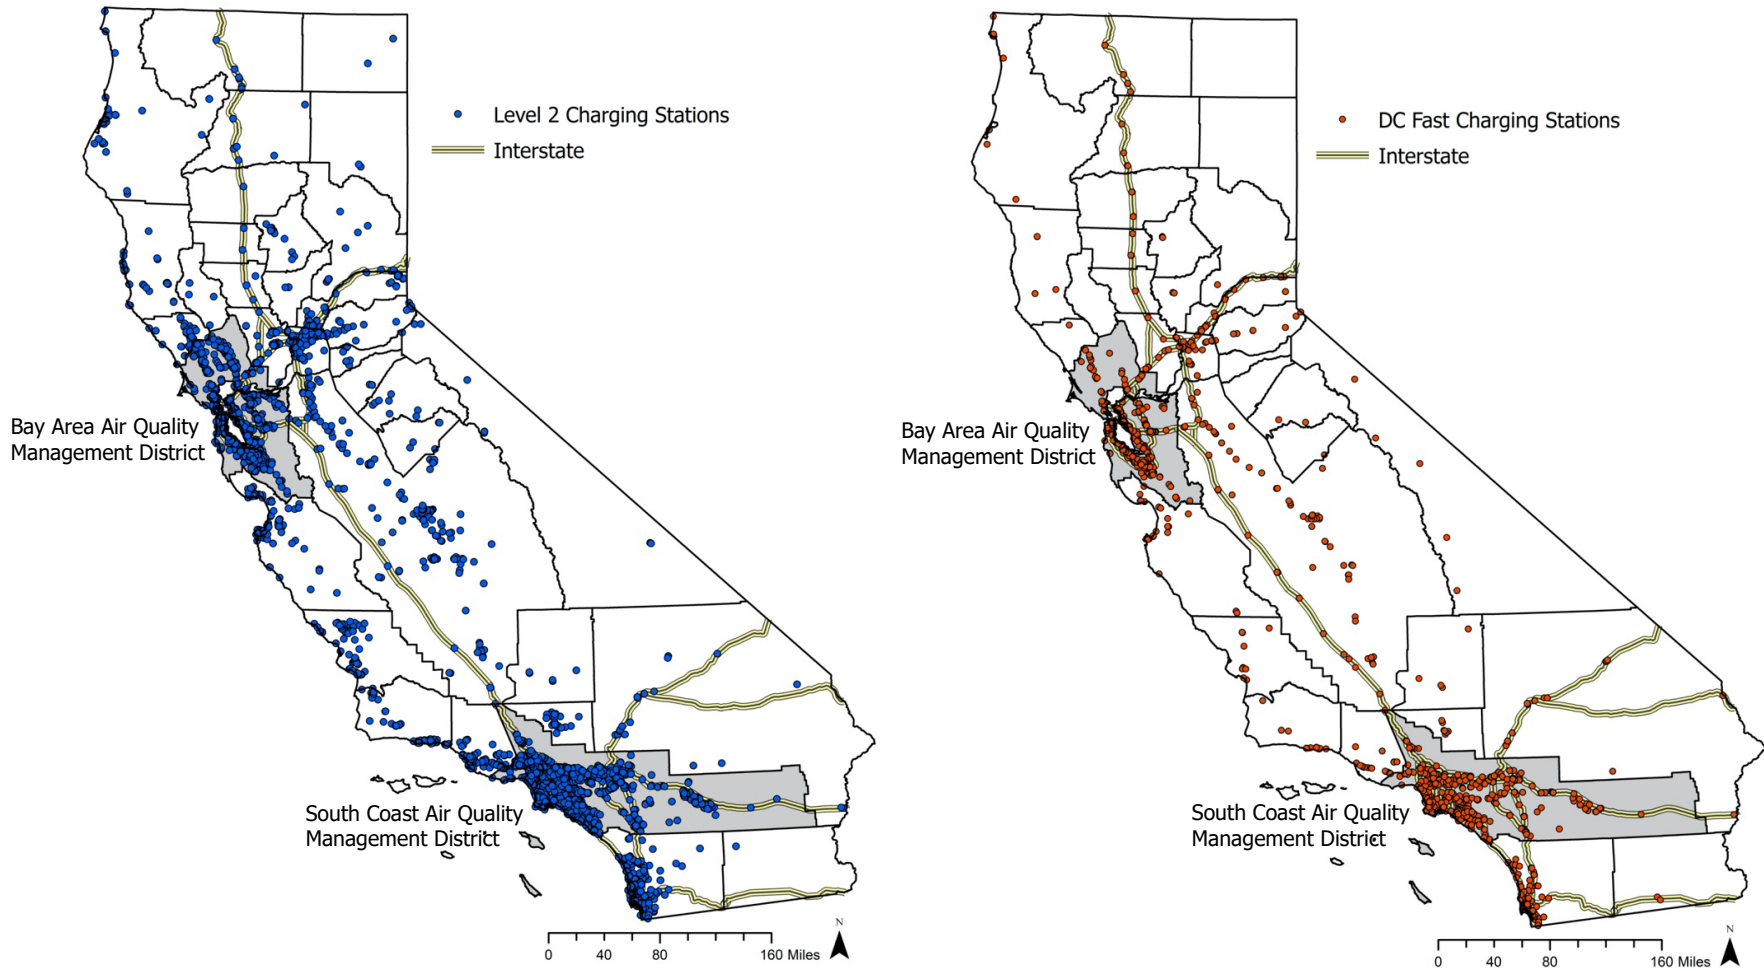 Level 2 Charging Stations
Interstate
Bay Area Air Quality
Management District
South Coast Air Quality
Management District
N
0 40 80 160 Miles
DC Fast Charging Stations
Interstate
Bay Area Air Quality
Management District
South Coast Air Quality
Management District
N
0 40 80 160 Miles